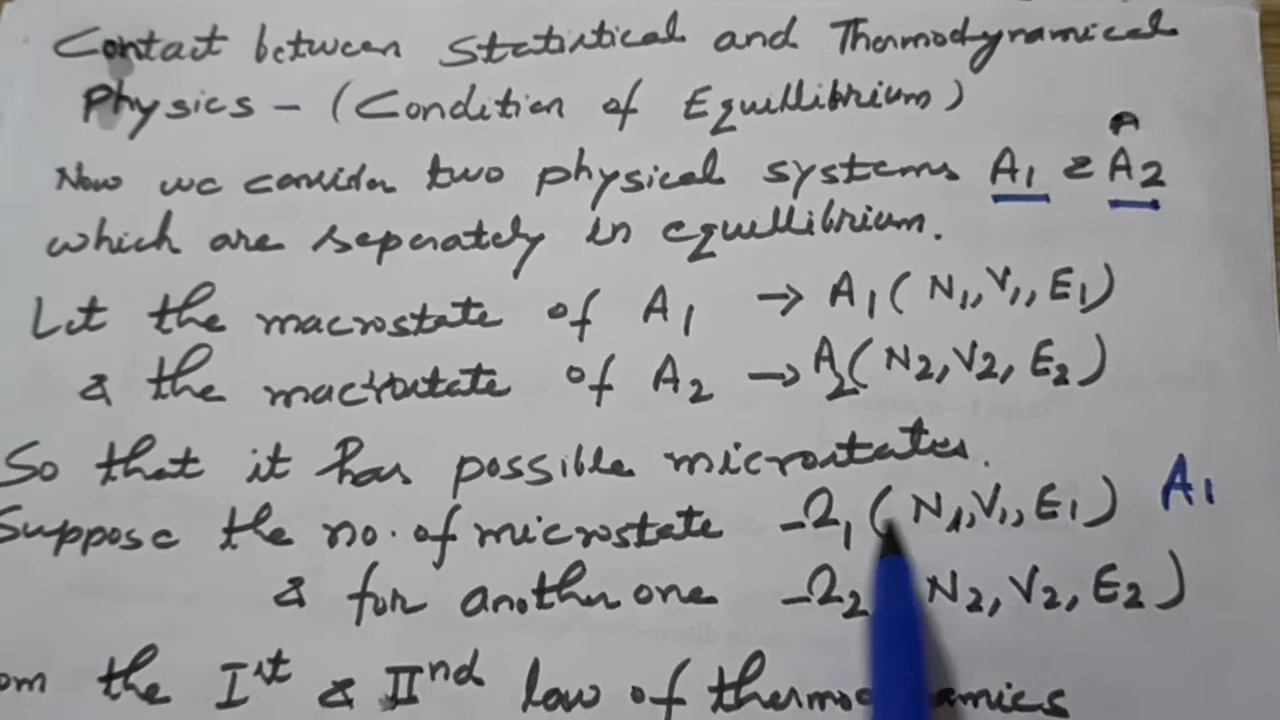 Contact between Statistical and Thermodynamical
Physics - (Condition of Equillibrium)
Now we consider two physical systems A1 & A2
which are seperately in equillibrium.
Let the macrostate of A1 → A1 (N1, V1, E1)
& the macrostate of A2 → A2 (N2, V2, E2)
So that it has possible microstates.
Suppose the no. of microstate Ω1 (N1, V1, E1) A1
& for another one Ω2 N2, V2, E2)
the Ist & IInd law of